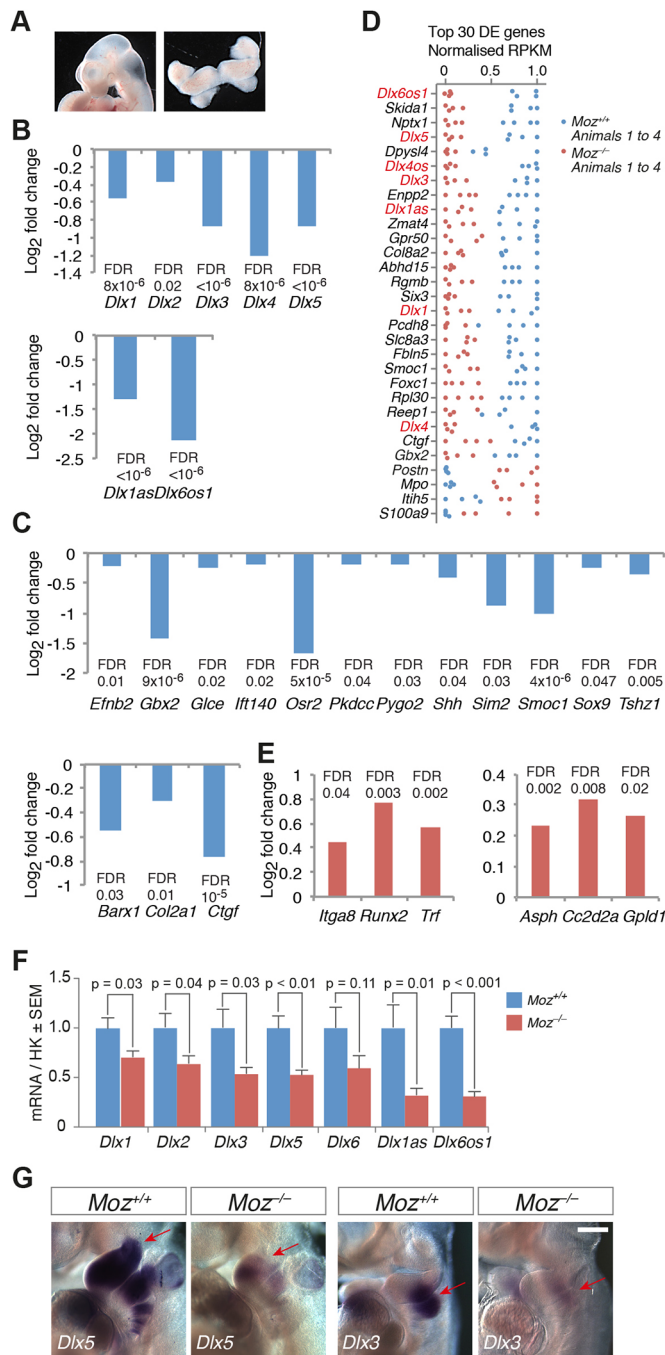 A
B
0
-0.2
-0.4
-0.6
-0.8
-1
-1.2
-1.4
Log2 fold change
FDR FDR FDR FDR FDR
8x10-6 0.02 <10-6 8x10-6 <10-6
Dlx1 Dlx2 Dlx3 Dlx4 Dlx5
0
-0.5
-1
-1.5
-2
-2.5
Log2 fold change
FDR FDR
<10-6 <10-6
Dlx1as Dlx6os1
D
Top 30 DE genes
Normalised RPKM
0 0.5 1.0
Dlx6os1
Skida1
Nptx1
Dlx5
Dpysl4
Dlx4os
Dlx3
Enpp2
Dlx1as
Zmat4
Gpr50
Col8a2
Abhd15
Rgmb
Six3
Dlx1
Pcdh8
Slc8a3
Fbln5
Smoc1
Foxc1
Rpl30
Reep1
Dlx4
Ctgf
Gbx2
Postn
Mpo
Itih5
S100a9
Moz+/+
Animals 1 to 4
Moz–/–
Animals 1 to 4
C
0
-0.5
-1
-1.5
-2
Log2 fold change
FDR FDR FDR FDR FDR FDR FDR FDR FDR FDR FDR FDR
0.01 9x10-6 0.02 0.02 5x10-5 0.04 0.03 0.04 0.03 4x10-6 0.047 0.005
Efnb2 Gbx2 Glce Ift140 Osr2 Pkdcc Pygo2 Shh Sim2 Smoc1 Sox9 Tshz1
0
-0.2
-0.4
-0.6
-0.8
-1
Log2 fold change
FDR FDR FDR
0.03 0.01 10-5
Barx1 Col2a1 Ctgf
E
1
0.8
0.6
0.4
0.2
0
Log2 fold change
FDR FDR FDR
0.04 0.003 0.002
Itga8 Runx2 Trf
0.4
0.3
0.2
0.1
0
FDR FDR FDR
0.002 0.008 0.02
Asph Cc2d2a Gpld1
F
1.5
1.0
0.5
0
mRNA / HK ± SEM
p = 0.03 p = 0.04 p = 0.03 p < 0.01 p = 0.11 p = 0.01 p < 0.001
Dlx1 Dlx2 Dlx3 Dlx5 Dlx6 Dlx1as Dlx6os1
Moz+/+
Moz–/–
G
Moz+/+ Moz–/– Moz+/+ Moz–/–
Dlx5 Dlx5 Dlx3 Dlx3